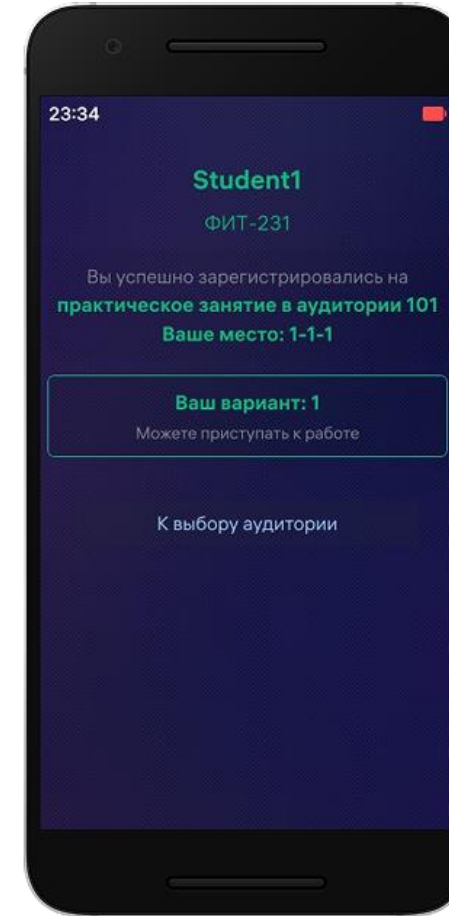 23:34
Student1
ФИТ-231
Вы успешно зарегистрировались на
практическое занятие в аудитории 101
Ваше место: 1-1-1
Ваш вариант: 1
Можете приступать к работе
К выбору аудитории